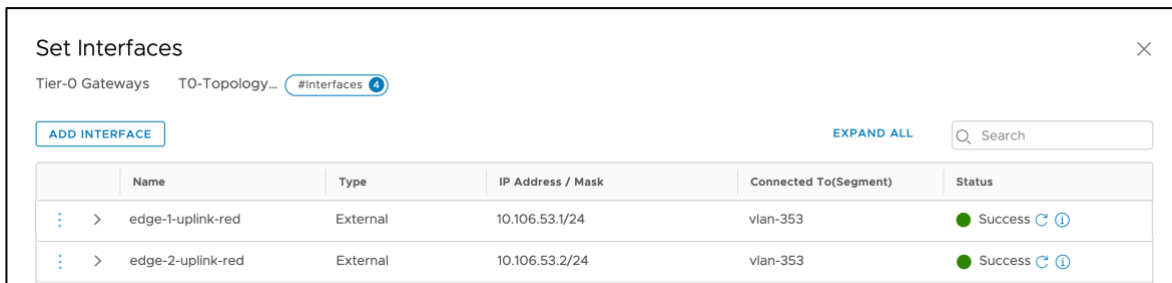 Set Interfaces
Tier-0 Gateways T0-Topology... #Interfaces 4
ADD INTERFACE EXPAND ALL Search
Name Type IP Address / Mask Connected To(Segment) Status
edge-1-uplink-red External 10.106.53.1/24 vlan-353 Success
edge-2-uplink-red External 10.106.53.2/24 vlan-353 Success